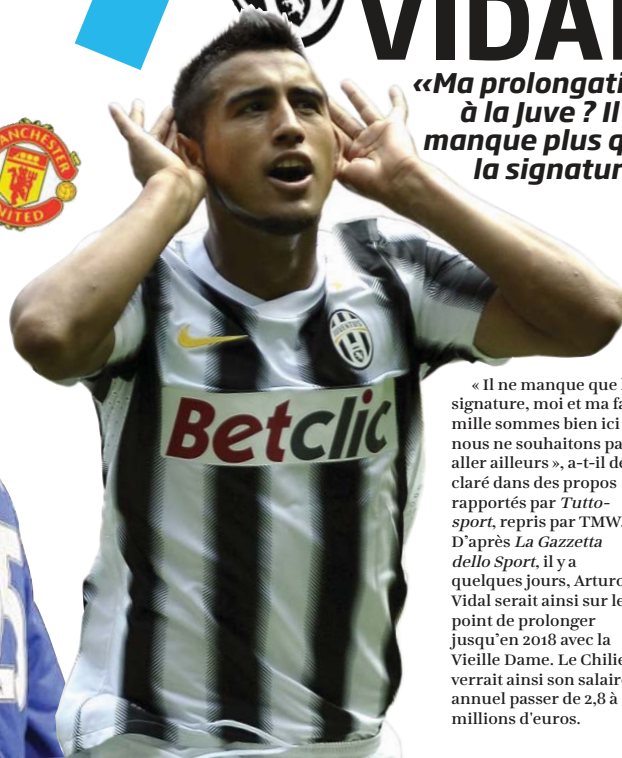 VIDAL
«Ma prolongati
à la Juve ? Il
manque plus q
la signatur
MANCHESTER
UNITED
JUVENTUS
Betclic
« Il ne manque que l
signature, moi et ma fa
mille sommes bien ici
nous ne souhaitons pa
aller ailleurs », a-t-il dé
claré dans des propos
rapportés par Tutto-
sport, repris par TMW.
D’après La Gazzetta
dello Sport, il y a
quelques jours, Arturo
Vidal serait ainsi sur le
point de prolonger
jusqu’en 2018 avec la
Vieille Dame. Le Chilie
verrait ainsi son salaire
annuel passer de 2,8 à
millions d'euros.